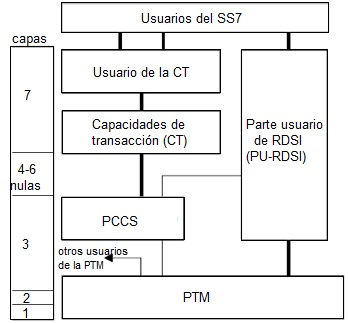 Usuarios del SS7
capas
7
4-6
nulas
3
2
1
Usuario de la CT
Capacidades de
transacción (CT)
Parte usuario
de RDSI
(PU-RDSI)
PCCS
otros usuarios
de la PTM
PTM